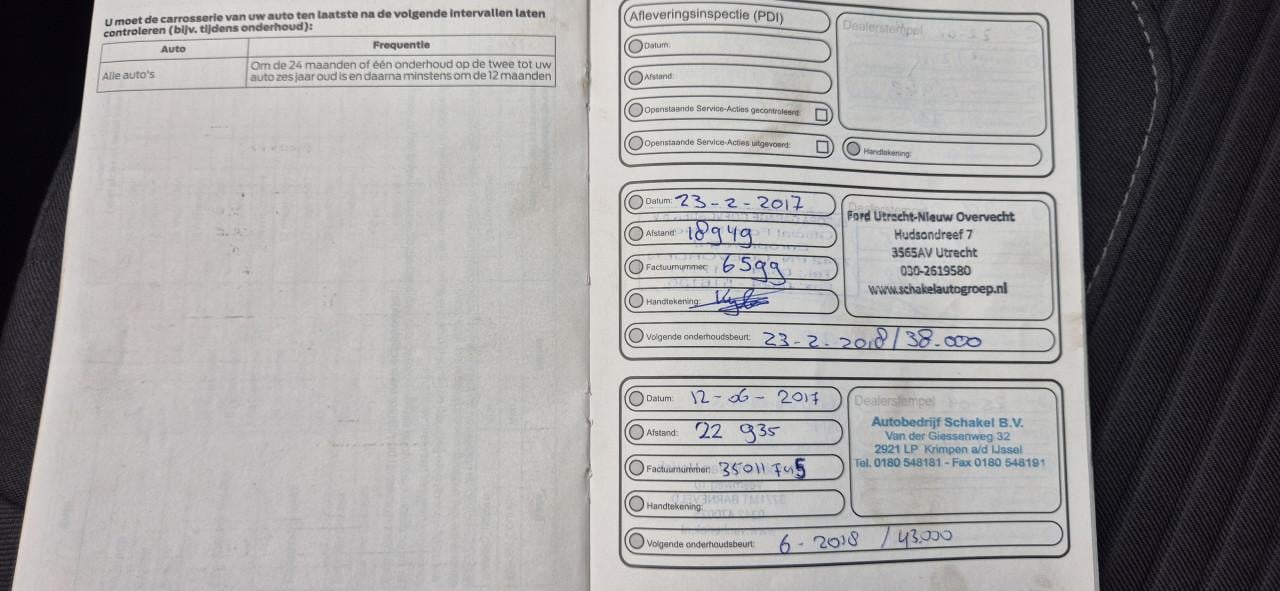 U moet de carrosserie van uw auto ten laatste na de volgende intervallen laten
controleren (bijv. tijdens onderhoud):
Auto Frequentie
Alle auto's Om de 24 maanden of één onderhoud op de twee tot uw
auto zes jaar oud is en daarna minstens om de 12 maanden
Afleveringsinspectie (PDI)
Dealerstempel
Datum:
Afstand:
Openstaande Service-Acties gecontroleerd:
Openstaande Service-Acties uitgevoerd:
Handtekening:
Datum: 23-2-2017
Afstand: 18949
Factuurnummer: 6599
Handtekening:
Dealerstempel
Ford Utrecht-Nieuw Overvecht
Hudsondreef 7
3565AV Utrecht
030-2619580
www.schakelautogroep.nl
Volgende onderhoudsbeurt: 23-2-2018/38.000
Datum: 12-06-2017
Afstand: 22 935
Factuurnummer: 35011745
Handtekening:
Dealerstempel
Autobedrijf Schakel B.V.
Van der Giessenweg 32
2921 LP Krimpen a/d IJssel
Tel. 0180 548181 - Fax 0180 548191
Volgende onderhoudsbeurt: 6-2018 /43.000